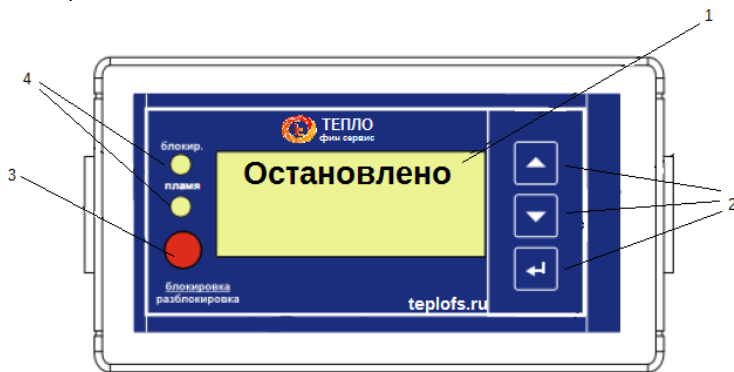 1
4
ТЕПЛО
фин сервис
блокир.
Остановлено
3
пламя
2
блокировка
разблокировка
teplofs.ru